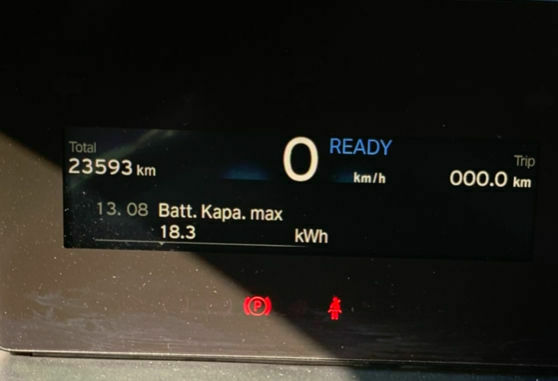 Total
23593 km
0 km/h
READY
Trip
000.0 km
13. 08 Batt. Kapa. max
18.3 kWh
P